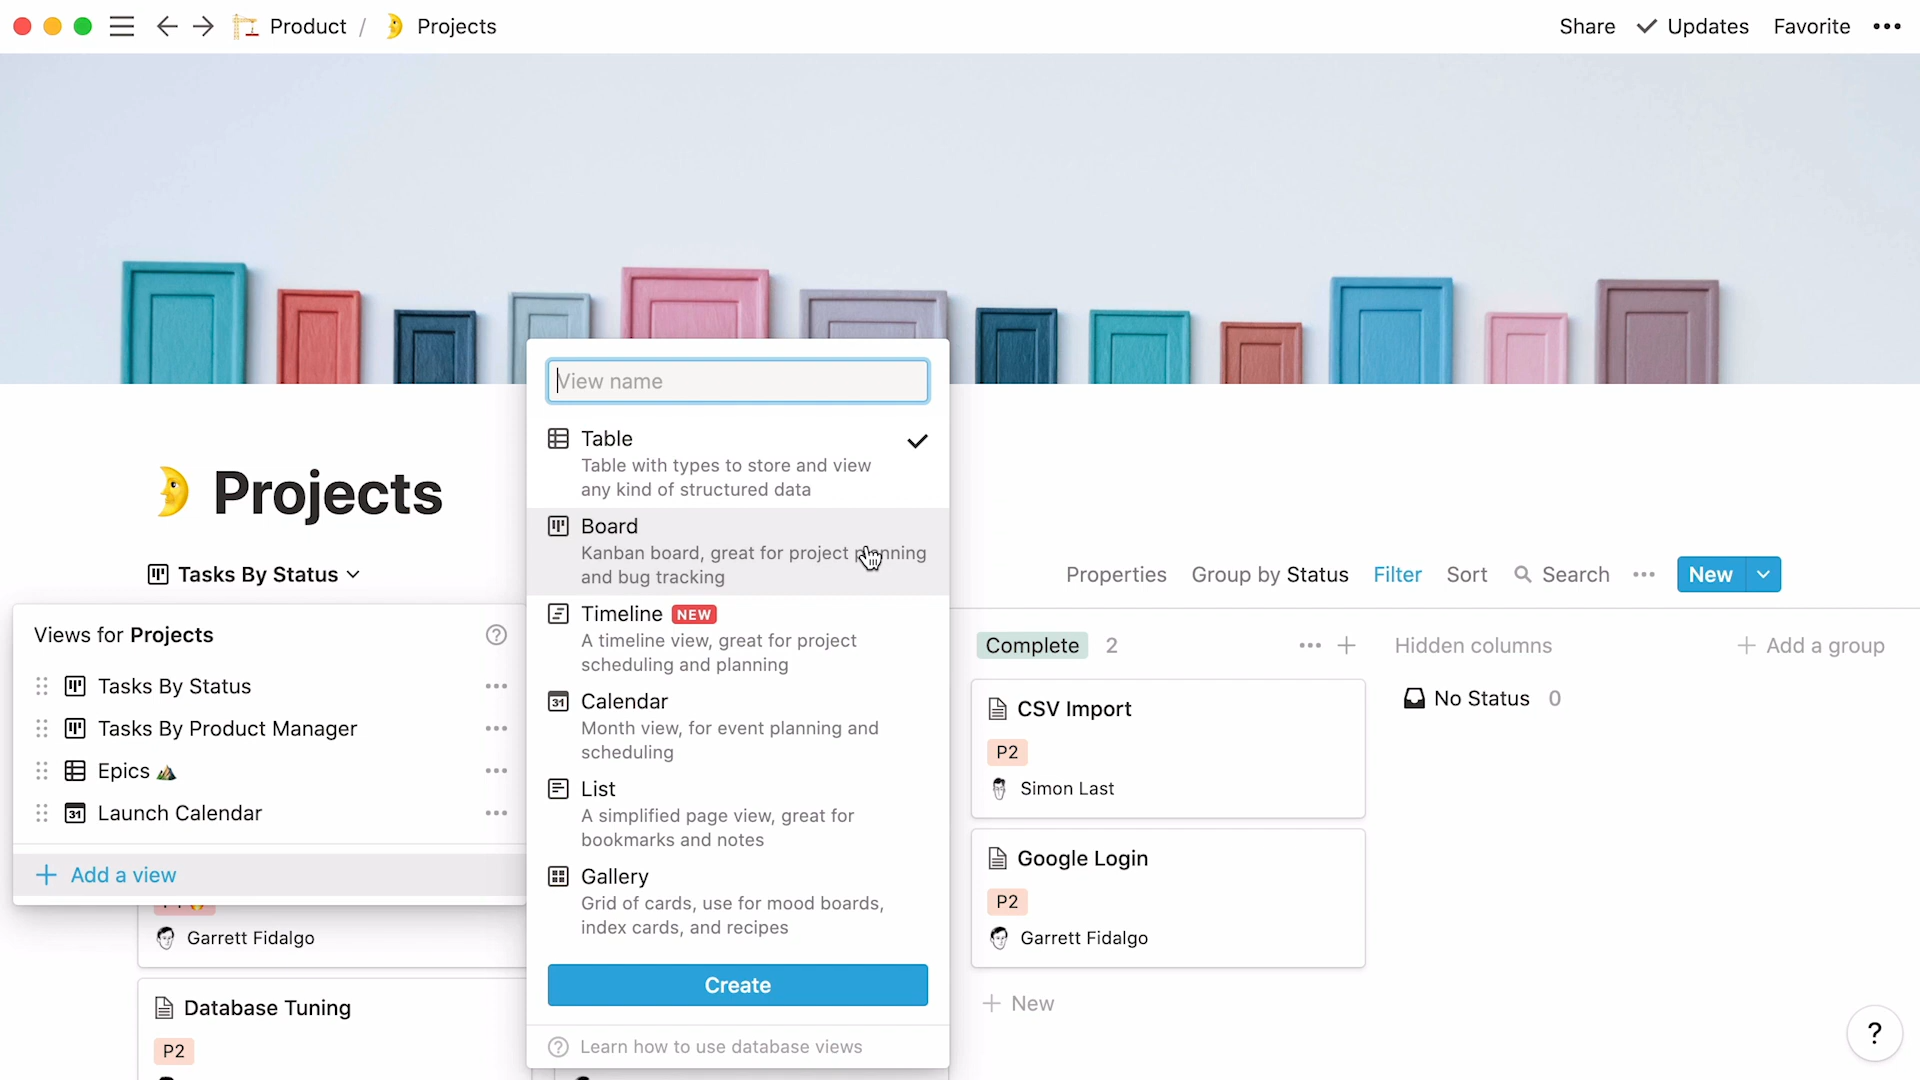 Product / Projects
Share Updates Favorite
View name
Table
Table with types to store and view
any kind of structured data
Board
Kanban board, great for project planning
and bug tracking
Timeline NEW
A timeline view, great for project
scheduling and planning
31 Calendar
Month view, for event planning and
scheduling
List
A simplified page view, great for
bookmarks and notes
Gallery
Grid of cards, use for mood boards,
index cards, and recipes
Create
Learn how to use database views
Projects
Tasks By Status
Properties Group by Status Filter Sort Search New
Views for Projects
Tasks By Status
Tasks By Product Manager
Epics
31 Launch Calendar
+ Add a view
Garrett Fidalgo
Database Tuning
P2
Complete 2
CSV Import
P2
Simon Last
Google Login
P2
Garrett Fidalgo
+ New
Hidden columns
+ Add a group
No Status 0
?